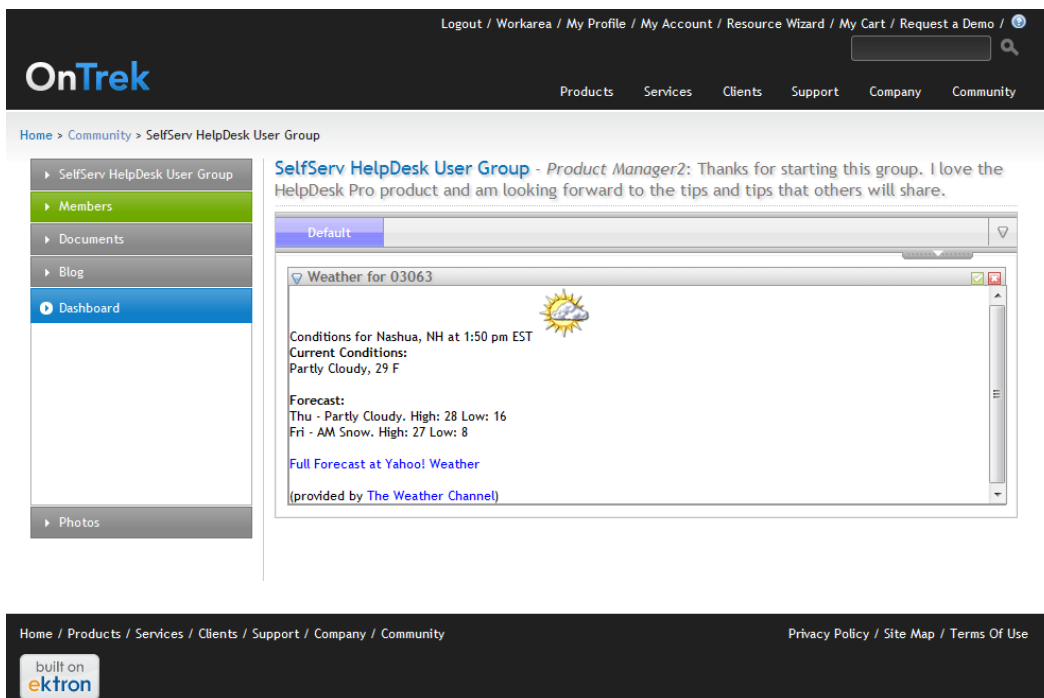 Logout / Workarea / My Profile / My Account / Resource Wizard / My Cart / Request a Demo /
OnTrek
Products Services Clients Support Company Community
Home > Community > SelfServ HelpDesk User Group
SelfServ HelpDesk User Group
Members
Documents
Blog
Dashboard
Photos
SelfServ HelpDesk User Group - Product Manager2: Thanks for starting this group. I love the
HelpDesk Pro product and am looking forward to the tips and tips that others will share.
Default
Weather for 03063
Conditions for Nashua, NH at 1:50 pm EST
Current Conditions:
Partly Cloudy, 29 F
Forecast:
Thu - Partly Cloudy. High: 28 Low: 16
Fri - AM Snow. High: 27 Low: 8
Full Forecast at Yahoo! Weather
(provided by The Weather Channel)
Home / Products / Services / Clients / Support / Company / Community
Privacy Policy / Site Map / Terms Of Use
built on
ektron